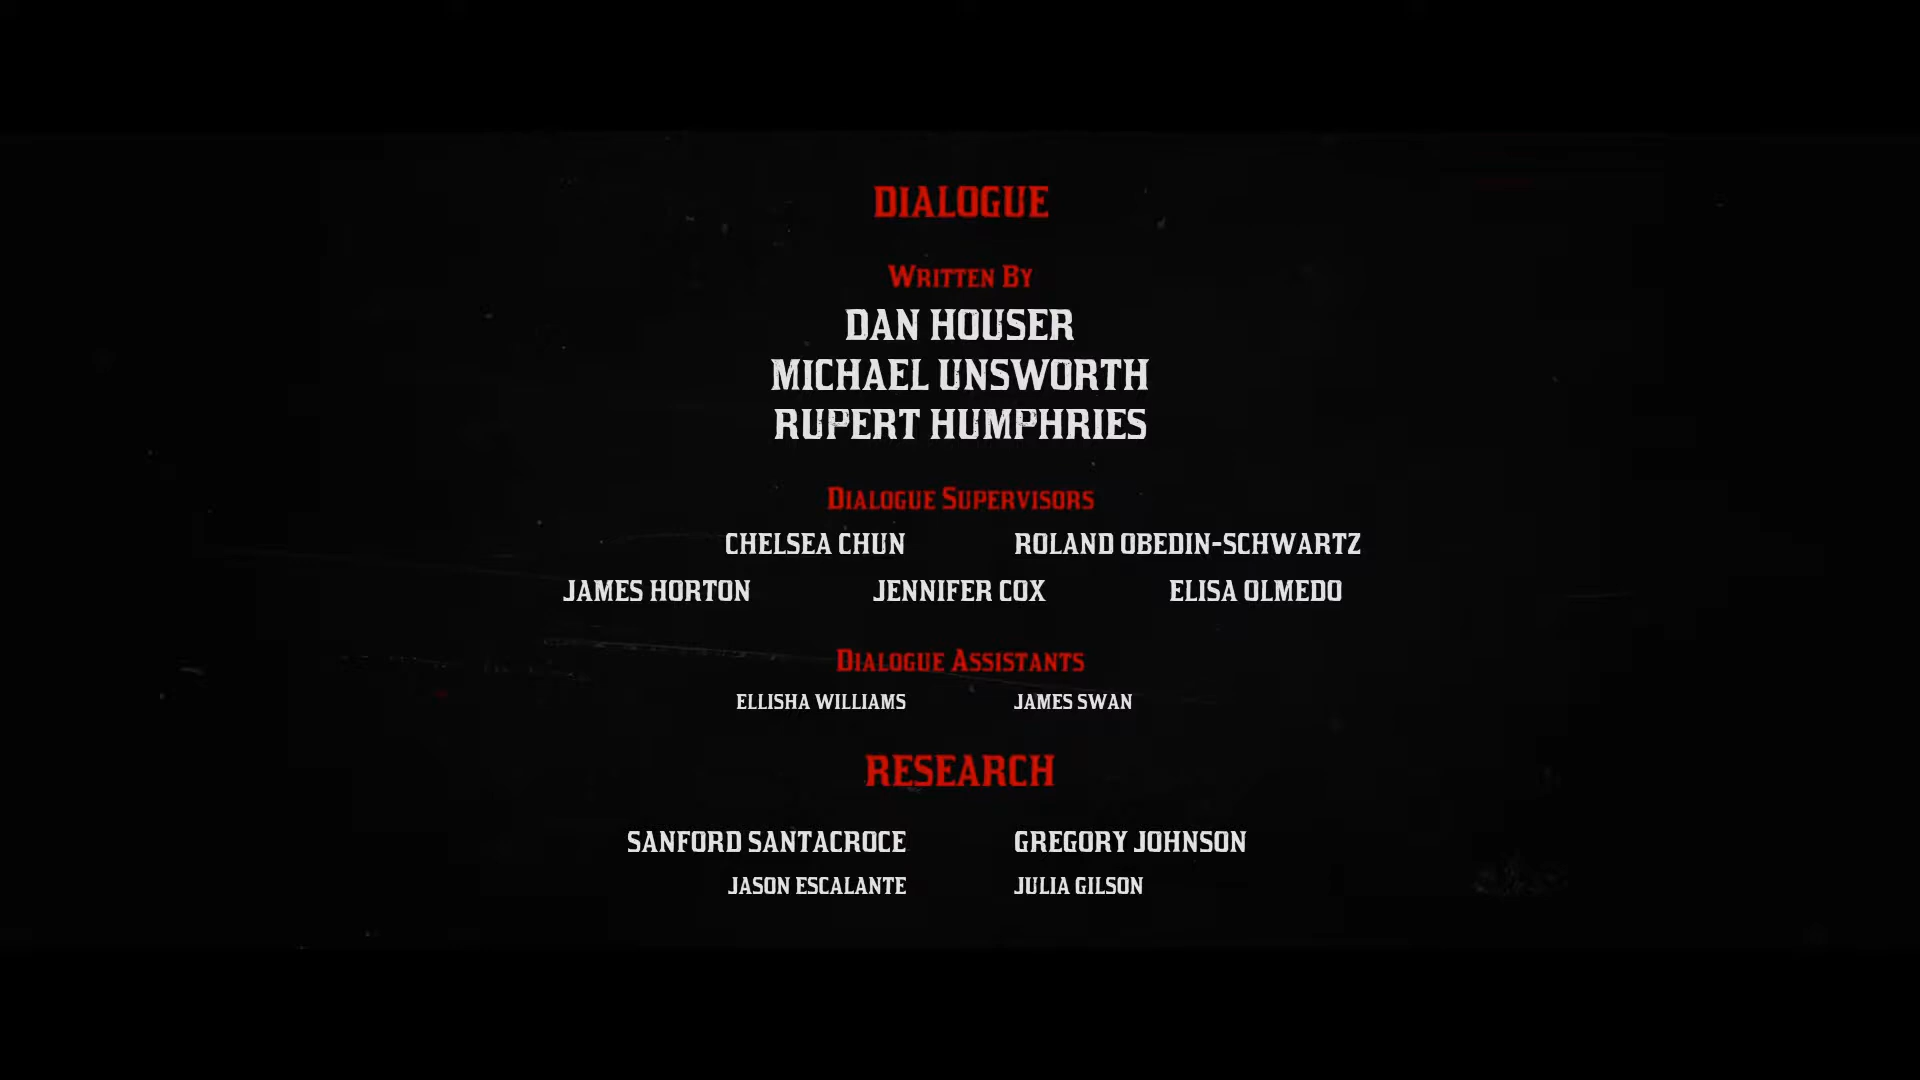 DIALOGUE
WRITTEN BY
DAN HOUSER
MICHAEL UNSWORTH
RUPERT HUMPHRIES
DIALOGUE SUPERVISORS
CHELSEA CHUN ROLAND OBEDIN-SCHWARTZ
JAMES HORTON JENNIFER COX ELISA OLMEDO
DIALOGUE ASSISTANTS
ELLISHA WILLIAMS JAMES SWAN
RESEARCH
SANFORD SANTACROCE GREGORY JOHNSON
JASON ESCALANTE JULIA GILSON